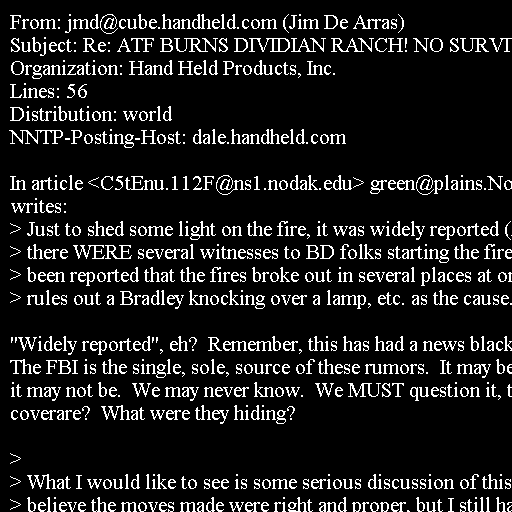 From: jmd@cube.handheld.com (Jim De Arras)
Subject: Re: ATF BURNS DIVIDIAN RANCH! NO SURVI
Organization: Hand Held Products, Inc.
Lines: 56
Distribution: world
NNTP-Posting-Host: dale.handheld.com
In article <C5tEnu.112F@ns1.nodak.edu> green@plains.No
writes:
> Just to shed some light on the fire, it was widely reported (
> there WERE several witnesses to BD folks starting the fire
> been reported that the fires broke out in several places at on
> rules out a Bradley knocking over a lamp, etc. as the cause.
"Widely reported", eh?  Remember, this has had a news black
The FBI is the single, sole, source of these rumors.  It may be
it may not be.  We may never know.  We MUST question it, t
coverare?  What were they hiding?
>
> What I would like to see is some serious discussion of this
> believe the moves made were right and proper, but I still ha